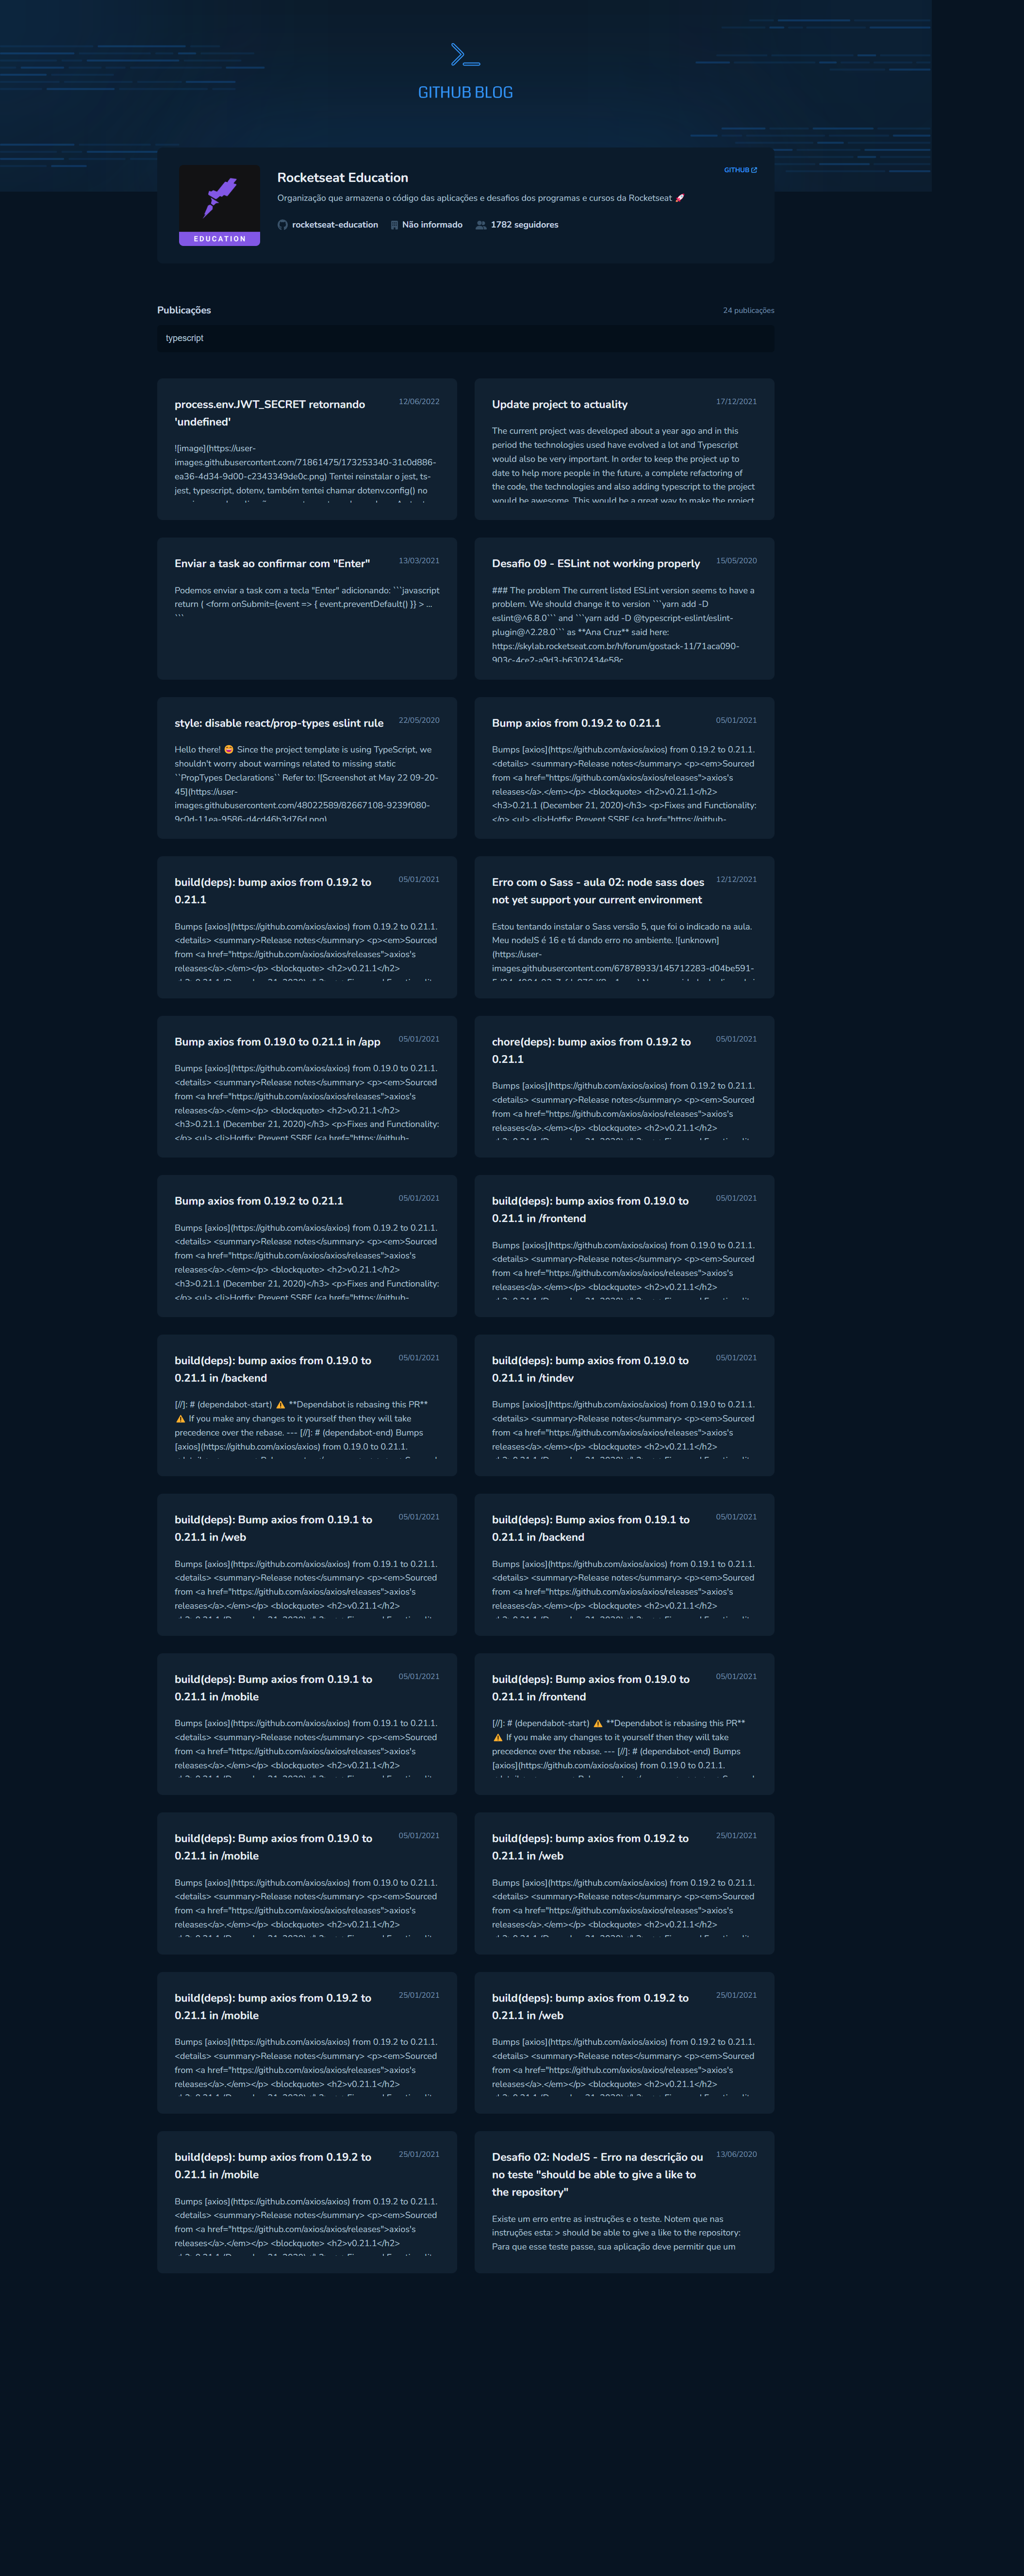 GITHUB BLOG
Rocketseat Education
GITHUB
Organização que armazena o código das aplicações e desafios dos programas e cursos da Rocketseat 🚀
EDUCATION
rocketseat-education Não informado 1782 seguidores
Publicações
24 publicações
typescript
process.env.JWT_SECRET retornando
'undefined'
12/06/2022
![image](https://user-
images.githubusercontent.com/71861475/173253340-31c0d886-
ea36-4d34-9d00-c2343349de0c.png) Tentei reinstalar o jest, ts-
jest, typescript, dotenv, também tentei chamar dotenv.config() no
Update project to actuality
17/12/2021
The current project was developed about a year ago and in this
period the technologies used have evolved a lot and Typescript
would also be very important. In order to keep the project up to
date to help more people in the future, a complete refactoring of
the code, the technologies and also adding typescript to the project
would be awesome. This would be a great way to make the project
Enviar a task ao confirmar com "Enter"
13/03/2021
Podemos enviar a task com a tecla "Enter" adicionando: ```javascript
return ( <form onSubmit={event => { event.preventDefault() }} > ...
```
Desafio 09 - ESLint not working properly
15/05/2020
### The problem The current listed ESLint version seems to have a
problem. We should change it to version ```yarn add -D
eslint@^6.8.0``` and ```yarn add -D @typescript-eslint/eslint-
plugin@^2.28.0``` as **Ana Cruz** said here:
https://skylab.rocketseat.com.br/h/forum/gostack-11/71aca090-
903c-4ce2-a9d3-b6302434e58c
style: disable react/prop-types eslint rule
22/05/2020
Hello there! 😄 Since the project template is using TypeScript, we
shouldn't worry about warnings related to missing static
``PropTypes Declarations`` Refer to: ![Screenshot at May 22 09-20-
45](https://user-
images.githubusercontent.com/48022589/82667108-9239f080-
9c0d-11ea-9586-d4cd46b3d76d.png)
Bump axios from 0.19.2 to 0.21.1
05/01/2021
Bumps [axios](https://github.com/axios/axios) from 0.19.2 to 0.21.1.
<details> <summary>Release notes</summary> <p><em>Sourced
from <a href="https://github.com/axios/axios/releases">axios's
releases</a>.</em></p> <blockquote> <h2>v0.21.1</h2>
<h3>0.21.1 (December 21, 2020)</h3> <p>Fixes and Functionality:
</p> <ul> <li>Hotfix: Prevent SSRF (<a href="https://github-
build(deps): bump axios from 0.19.2 to
0.21.1
05/01/2021
Bumps [axios](https://github.com/axios/axios) from 0.19.2 to 0.21.1.
<details> <summary>Release notes</summary> <p><em>Sourced
from <a href="https://github.com/axios/axios/releases">axios's
releases</a>.</em></p> <blockquote> <h2>v0.21.1</h2>
Erro com o Sass - aula 02: node sass does
not yet support your current environment
12/12/2021
Estou tentando instalar o Sass versão 5, que foi o indicado na aula.
Meu nodeJS é 16 e tá dando erro no ambiente. ![unknown]
(https://user-
images.githubusercontent.com/67878933/145712283-d04be591-
Bump axios from 0.19.0 to 0.21.1 in /app
05/01/2021
Bumps [axios](https://github.com/axios/axios) from 0.19.0 to 0.21.1.
<details> <summary>Release notes</summary> <p><em>Sourced
from <a href="https://github.com/axios/axios/releases">axios's
releases</a>.</em></p> <blockquote> <h2>v0.21.1</h2>
<h3>0.21.1 (December 21, 2020)</h3> <p>Fixes and Functionality:
</p> <ul> <li>Hotfix: Prevent SSRF (<a href="https://github-
chore(deps): bump axios from 0.19.2 to
0.21.1
05/01/2021
Bumps [axios](https://github.com/axios/axios) from 0.19.2 to 0.21.1.
<details> <summary>Release notes</summary> <p><em>Sourced
from <a href="https://github.com/axios/axios/releases">axios's
releases</a>.</em></p> <blockquote> <h2>v0.21.1</h2>
Bump axios from 0.19.2 to 0.21.1
05/01/2021
Bumps [axios](https://github.com/axios/axios) from 0.19.2 to 0.21.1.
<details> <summary>Release notes</summary> <p><em>Sourced
from <a href="https://github.com/axios/axios/releases">axios's
releases</a>.</em></p> <blockquote> <h2>v0.21.1</h2>
<h3>0.21.1 (December 21, 2020)</h3> <p>Fixes and Functionality:
</p> <ul> <li>Hotfix: Prevent SSRF (<a href="https://github-
build(deps): bump axios from 0.19.0 to
0.21.1 in /frontend
05/01/2021
Bumps [axios](https://github.com/axios/axios) from 0.19.0 to 0.21.1.
<details> <summary>Release notes</summary> <p><em>Sourced
from <a href="https://github.com/axios/axios/releases">axios's
releases</a>.</em></p> <blockquote> <h2>v0.21.1</h2>
build(deps): bump axios from 0.19.0 to
0.21.1 in /backend
05/01/2021
[//]: # (dependabot-start) ⚠️ **Dependabot is rebasing this PR**
⚠️ If you make any changes to it yourself then they will take
precedence over the rebase. --- [//]: # (dependabot-end) Bumps
[axios](https://github.com/axios/axios) from 0.19.0 to 0.21.1.
build(deps): bump axios from 0.19.0 to
0.21.1 in /tindev
05/01/2021
Bumps [axios](https://github.com/axios/axios) from 0.19.0 to 0.21.1.
<details> <summary>Release notes</summary> <p><em>Sourced
from <a href="https://github.com/axios/axios/releases">axios's
releases</a>.</em></p> <blockquote> <h2>v0.21.1</h2>
build(deps): Bump axios from 0.19.1 to
0.21.1 in /web
05/01/2021
Bumps [axios](https://github.com/axios/axios) from 0.19.1 to 0.21.1.
<details> <summary>Release notes</summary> <p><em>Sourced
from <a href="https://github.com/axios/axios/releases">axios's
releases</a>.</em></p> <blockquote> <h2>v0.21.1</h2>
build(deps): Bump axios from 0.19.1 to
0.21.1 in /backend
05/01/2021
Bumps [axios](https://github.com/axios/axios) from 0.19.1 to 0.21.1.
<details> <summary>Release notes</summary> <p><em>Sourced
from <a href="https://github.com/axios/axios/releases">axios's
releases</a>.</em></p> <blockquote> <h2>v0.21.1</h2>
build(deps): Bump axios from 0.19.1 to
0.21.1 in /mobile
05/01/2021
Bumps [axios](https://github.com/axios/axios) from 0.19.1 to 0.21.1.
<details> <summary>Release notes</summary> <p><em>Sourced
from <a href="https://github.com/axios/axios/releases">axios's
releases</a>.</em></p> <blockquote> <h2>v0.21.1</h2>
build(deps): Bump axios from 0.19.0 to
0.21.1 in /frontend
05/01/2021
[//]: # (dependabot-start) ⚠️ **Dependabot is rebasing this PR**
⚠️ If you make any changes to it yourself then they will take
precedence over the rebase. --- [//]: # (dependabot-end) Bumps
[axios](https://github.com/axios/axios) from 0.19.0 to 0.21.1.
build(deps): Bump axios from 0.19.0 to
0.21.1 in /mobile
05/01/2021
Bumps [axios](https://github.com/axios/axios) from 0.19.0 to 0.21.1.
<details> <summary>Release notes</summary> <p><em>Sourced
from <a href="https://github.com/axios/axios/releases">axios's
releases</a>.</em></p> <blockquote> <h2>v0.21.1</h2>
build(deps): bump axios from 0.19.2 to
0.21.1 in /web
25/01/2021
Bumps [axios](https://github.com/axios/axios) from 0.19.2 to 0.21.1.
<details> <summary>Release notes</summary> <p><em>Sourced
from <a href="https://github.com/axios/axios/releases">axios's
releases</a>.</em></p> <blockquote> <h2>v0.21.1</h2>
build(deps): bump axios from 0.19.2 to
0.21.1 in /mobile
25/01/2021
Bumps [axios](https://github.com/axios/axios) from 0.19.2 to 0.21.1.
<details> <summary>Release notes</summary> <p><em>Sourced
from <a href="https://github.com/axios/axios/releases">axios's
releases</a>.</em></p> <blockquote> <h2>v0.21.1</h2>
build(deps): bump axios from 0.19.2 to
0.21.1 in /web
25/01/2021
Bumps [axios](https://github.com/axios/axios) from 0.19.2 to 0.21.1.
<details> <summary>Release notes</summary> <p><em>Sourced
from <a href="https://github.com/axios/axios/releases">axios's
releases</a>.</em></p> <blockquote> <h2>v0.21.1</h2>
build(deps): bump axios from 0.19.2 to
0.21.1 in /mobile
25/01/2021
Bumps [axios](https://github.com/axios/axios) from 0.19.2 to 0.21.1.
<details> <summary>Release notes</summary> <p><em>Sourced
from <a href="https://github.com/axios/axios/releases">axios's
releases</a>.</em></p> <blockquote> <h2>v0.21.1</h2>
Desafio 02: NodeJS - Erro na descrição ou
no teste "should be able to give a like to
the repository"
13/06/2020
Existe um erro entre as instruções e o teste. Notem que nas
instruções esta: > should be able to give a like to the repository:
Para que esse teste passe, sua aplicação deve permitir que um